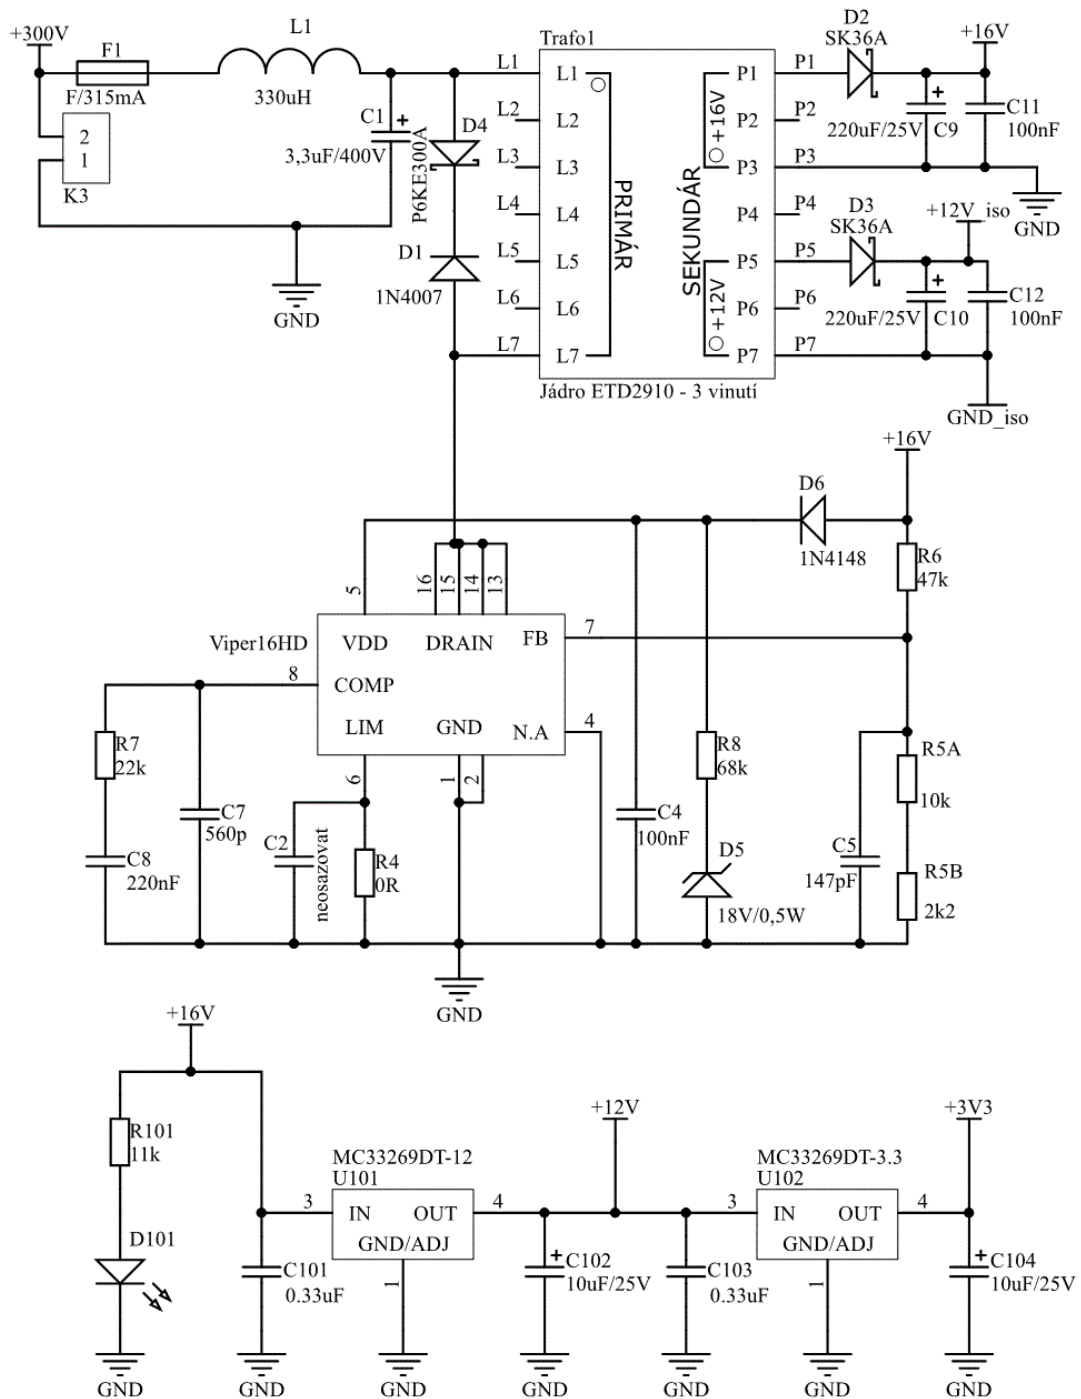 +300V
F1
F/315mA
L1
330uH
2
1
K3
C1
3,3uF/400V
GND
D4
P6KE300A
D1
1N4007
Trafo1
L1
L2
L3
L4
L5
L6
L7
L1
L2
L3
L4
L5
L6
L7
PRIMÁR
SEKUNDÁR
+16V
+12V
P1
P2
P3
P4
P5
P6
P7
P1
P2
P3
P4
P5
P6
P7
Jádro ETD2910 - 3 vinutí
D2
SK36A
+16V
220uF/25V
C9
C11
100nF
GND
D3
SK36A
+12V_iso
220uF/25V
C10
C12
100nF
GND_iso
+16V
D6
1N4148
R6
47k
Viper16HD
5
16
15
14
13
VDD
DRAIN
FB
7
8
COMP
LIM
GND
N.A
4
6
1
2
R7
22k
C7
560p
C8
220nF
C2
neosazovat
R4
0R
C4
100nF
R8
68k
D5
18V/0,5W
C5
147pF
R5A
10k
R5B
2k2
GND
+16V
R101
11k
D101
GND
C101
0.33uF
GND
MC33269DT-12
U101
3
IN
OUT
GND/ADJ
4
1
GND
+12V
C102
10uF/25V
GND
C103
0.33uF
GND
MC33269DT-3.3
U102
3
IN
OUT
GND/ADJ
4
1
GND
+3V3
C104
10uF/25V
GND